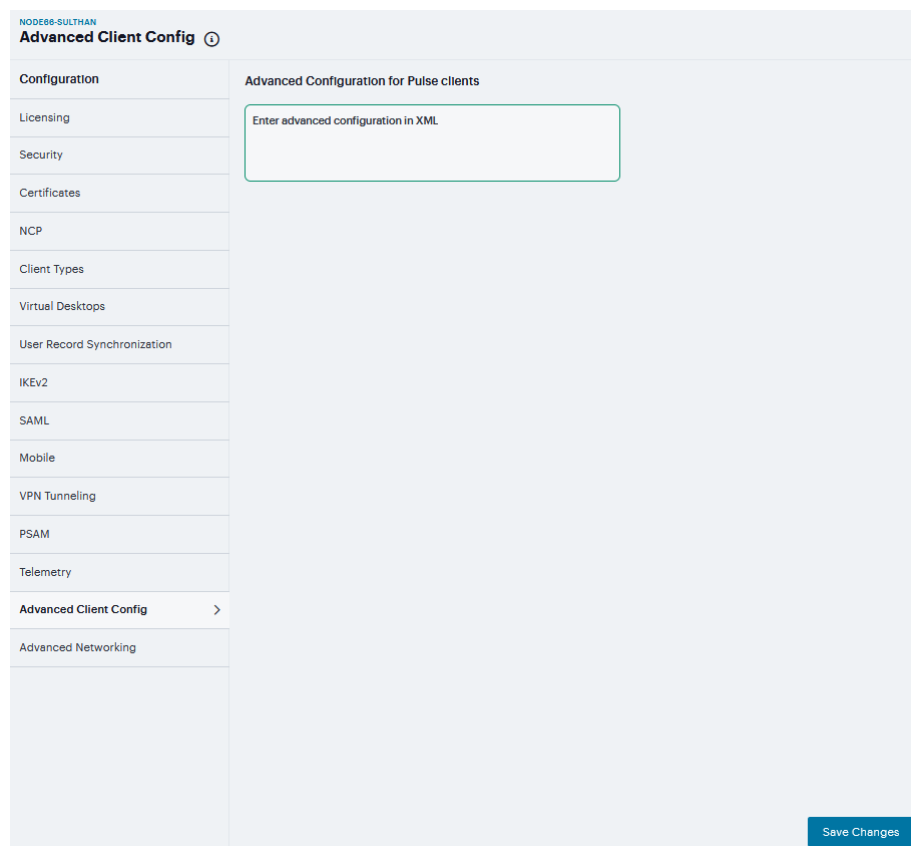 NODE66-SULTHAN
Advanced Client Config
Configuration
Licensing
Security
Certificates
NCP
Client Types
Virtual Desktops
User Record Synchronization
IKEv2
SAML
Mobile
VPN Tunneling
PSAM
Telemetry
Advanced Client Config
Advanced Networking
Advanced Configuration for Pulse clients
Enter advanced configuration in XML
Save Changes